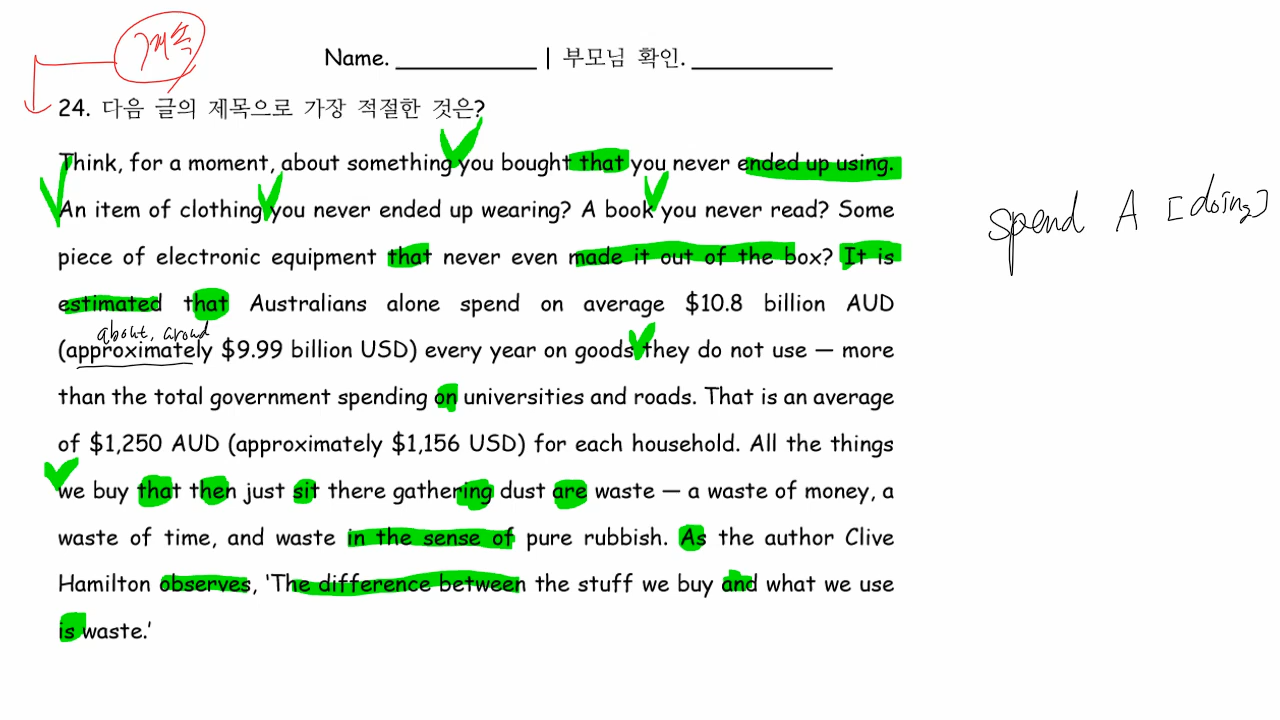 계속
Name. __________ | 부모님 확인. __________
24. 다음 글의 제목으로 가장 적절한 것은?
Think, for a moment, about something you bought that you never ended up using.
An item of clothing you never ended up wearing? A book you never read? Some
spend A [doing]
piece of electronic equipment that never even made it out of the box? It is
estimated that Australians alone spend on average $10.8 billion AUD
about, around
(approximately $9.99 billion USD) every year on goods they do not use — more
than the total government spending on universities and roads. That is an average
of $1,250 AUD (approximately $1,156 USD) for each household. All the things
we buy that then just sit there gathering dust are waste — a waste of money, a
waste of time, and waste in the sense of pure rubbish. As the author Clive
Hamilton observes, ‘The difference between the stuff we buy and what we use
is waste.’